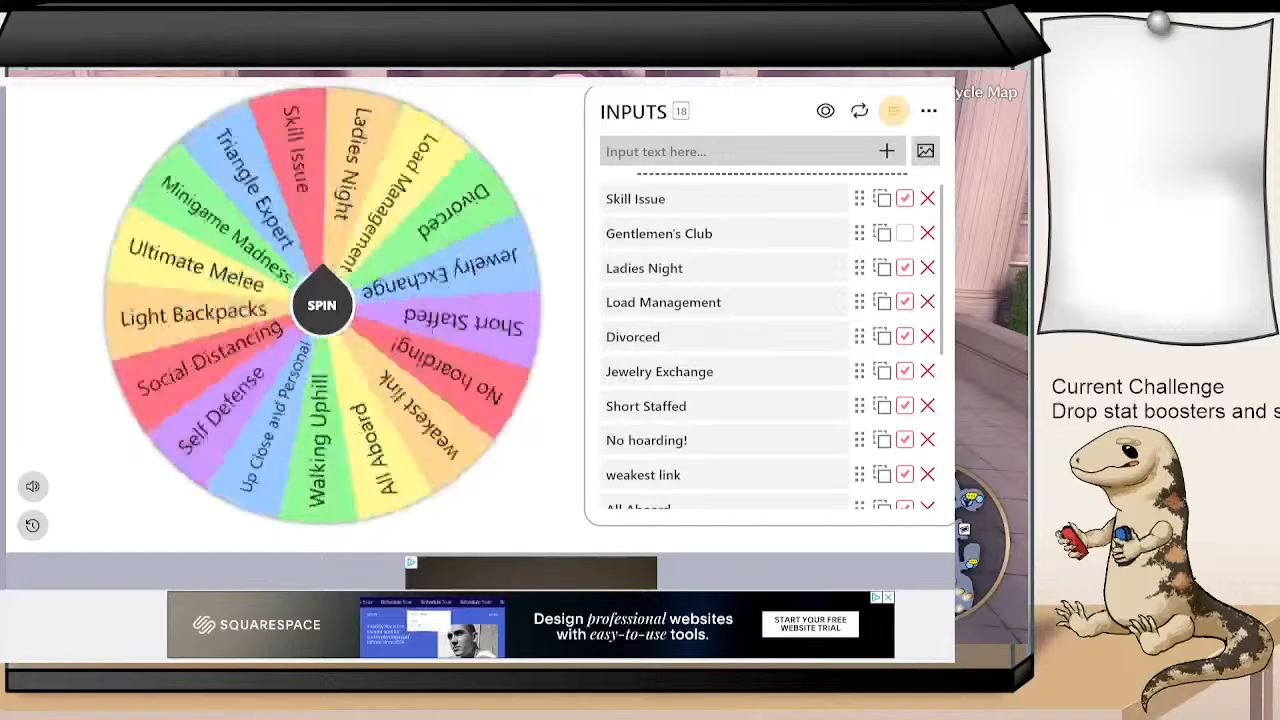 Skill Issue
Ladies Night
Load Management
Divorced
Jewelry Exchange
Short Staffed
No hoarding!
weakest link
All Aboard
Walking Uphill
Up Close and Personal
Self Defense
Social Distancing
Light Backpacks
Ultimate Melee
Minigame Madness
Triangle Expert
SPIN
INPUTS 18
Input text here...
Skill Issue
Gentlemen's Club
Ladies Night
Load Management
Divorced
Jewelry Exchange
Short Staffed
No hoarding!
weakest link
All Aboard
ycle Map
Current Challenge
Drop stat boosters and s
SQUARESPACE
Design professional websites
with easy-to-use tools.
START YOUR FREE
WEBSITE TRIAL